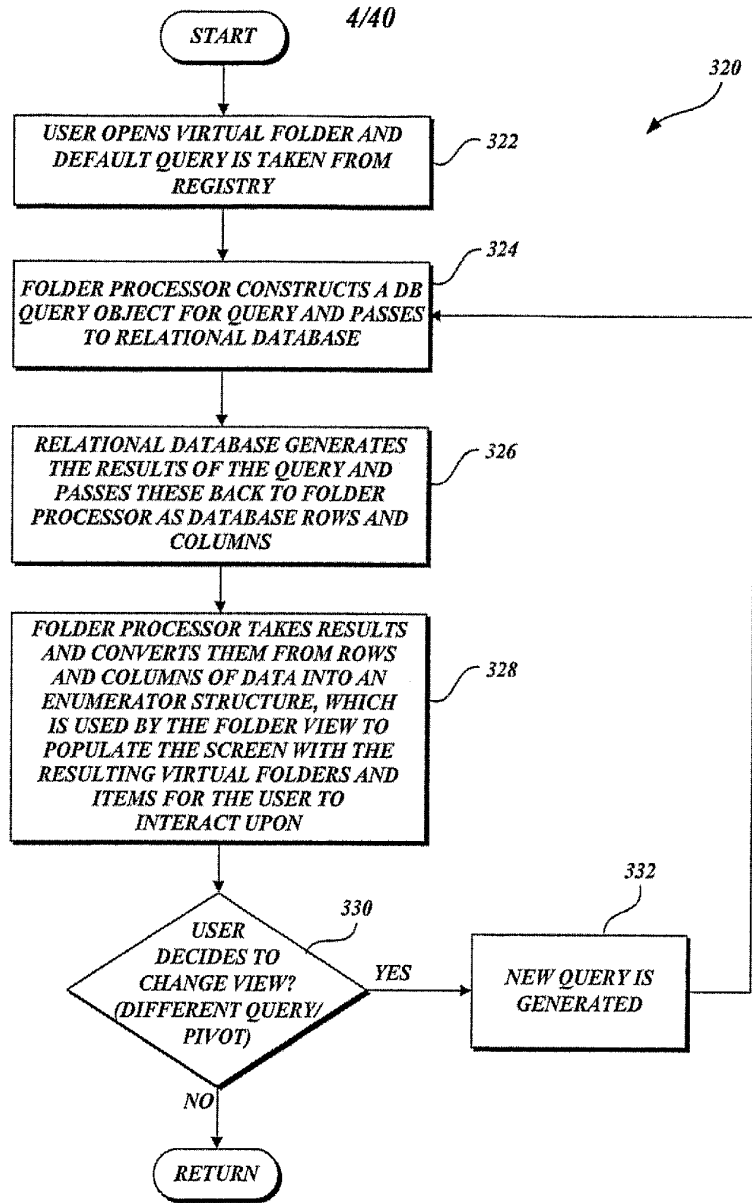 4/40
START
320
USER OPENS VIRTUAL FOLDER AND
DEFAULT QUERY IS TAKEN FROM
REGISTRY
322
324
FOLDER PROCESSOR CONSTRUCTS A DB
QUERY OBJECT FOR QUERY AND PASSES
TO RELATIONAL DATABASE
RELATIONAL DATABASE GENERATES
THE RESULTS OF THE QUERY AND
PASSES THESE BACK TO FOLDER
PROCESSOR AS DATABASE ROWS AND
COLUMNS
326
FOLDER PROCESSOR TAKES RESULTS
AND CONVERTS THEM FROM ROWS
AND COLUMNS OF DATA INTO AN
ENUMERATOR STRUCTURE, WHICH
IS USED BY THE FOLDER VIEW TO
POPULATE THE SCREEN WITH THE
RESULTING VIRTUAL FOLDERS AND
ITEMS FOR THE USER TO
INTERACT UPON
328
330
USER
DECIDES TO
CHANGE VIEW?
(DIFFERENT QUERY/
PIVOT)
YES
332
NEW QUERY IS
GENERATED
NO
RETURN